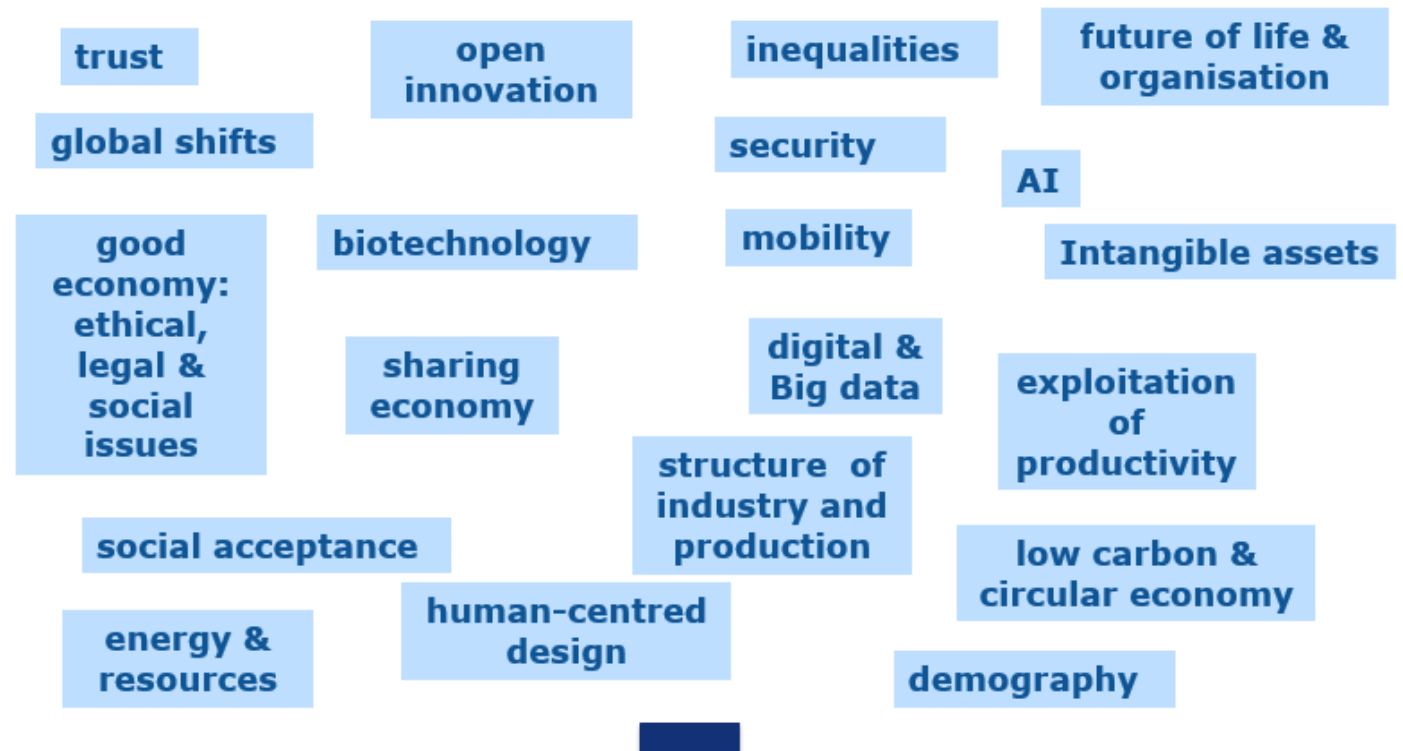 trust
open
innovation
inequalities
future of life &
organisation
global shifts
security
AI
good
economy:
ethical,
legal &
social
issues
biotechnology
mobility
Intangible assets
sharing
economy
digital &
Big data
exploitation
of
productivity
structure of
industry and
production
social acceptance
low carbon &
circular economy
human-centred
design
energy &
resources
demography